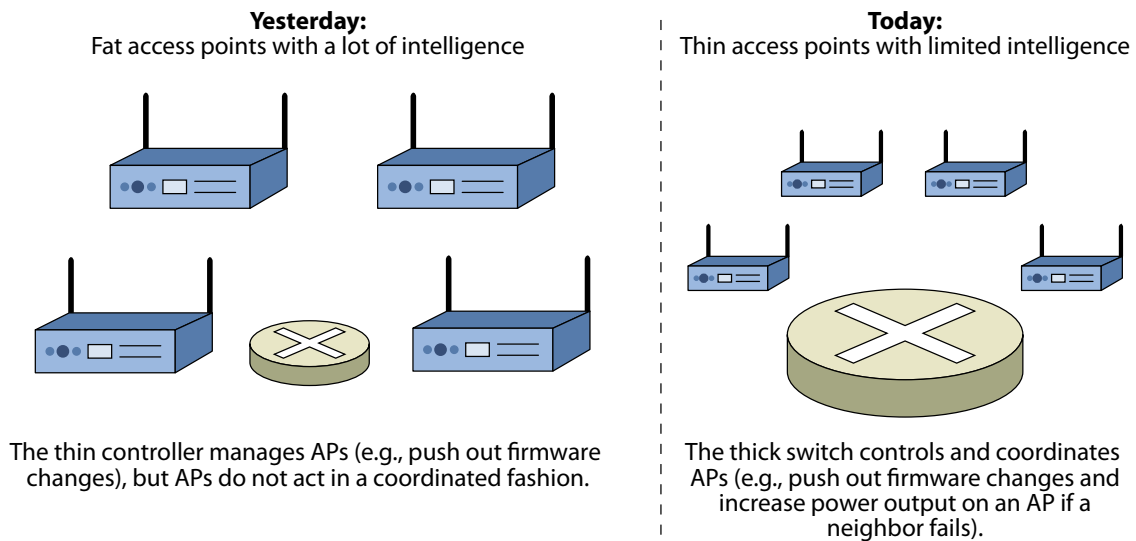 Yesterday:
Fat access points with a lot of intelligence
The thin controller manages APs (e.g., push out firmware
changes), but APs do not act in a coordinated fashion.
Today:
Thin access points with limited intelligence
The thick switch controls and coordinates
APs (e.g., push out firmware changes and
increase power output on an AP if a
neighbor fails).